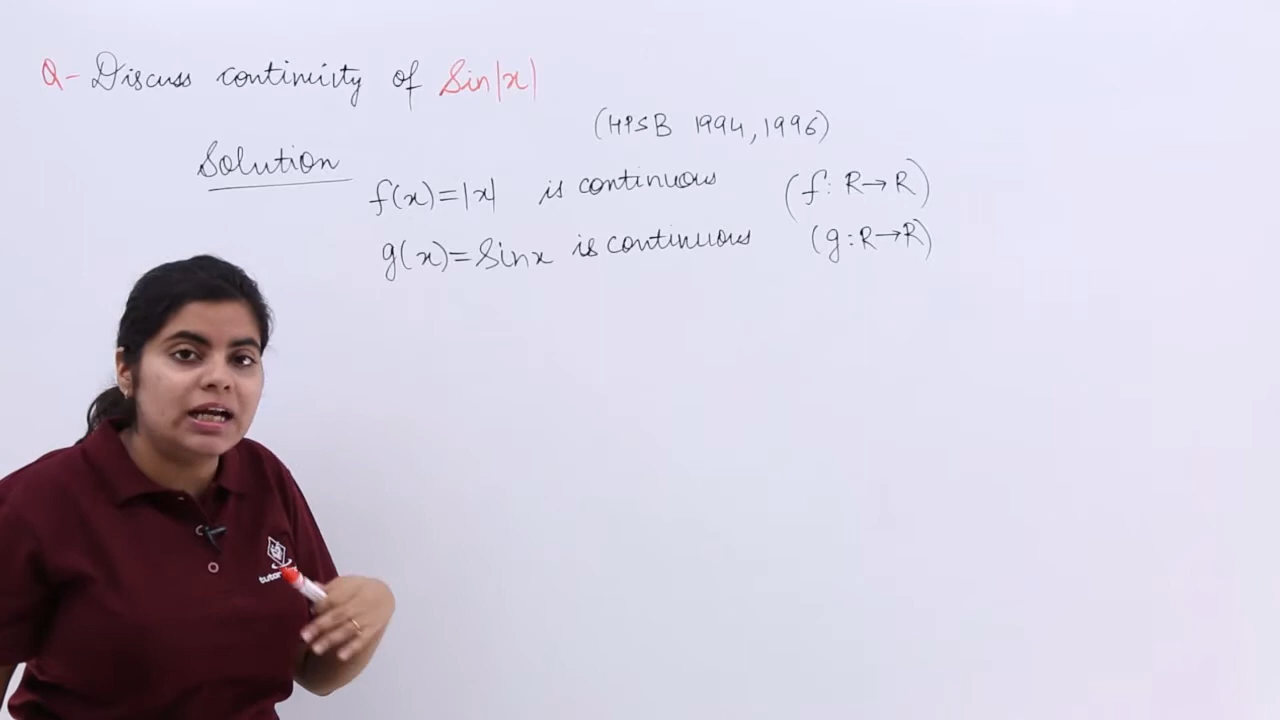 Q- Discuss continuity of Sin|x|
(HPSB 1994, 1996)
Solution
f(x)=|x| is continuous (f: R→R)
g(x)=Sinx is continuous (g:R→R)